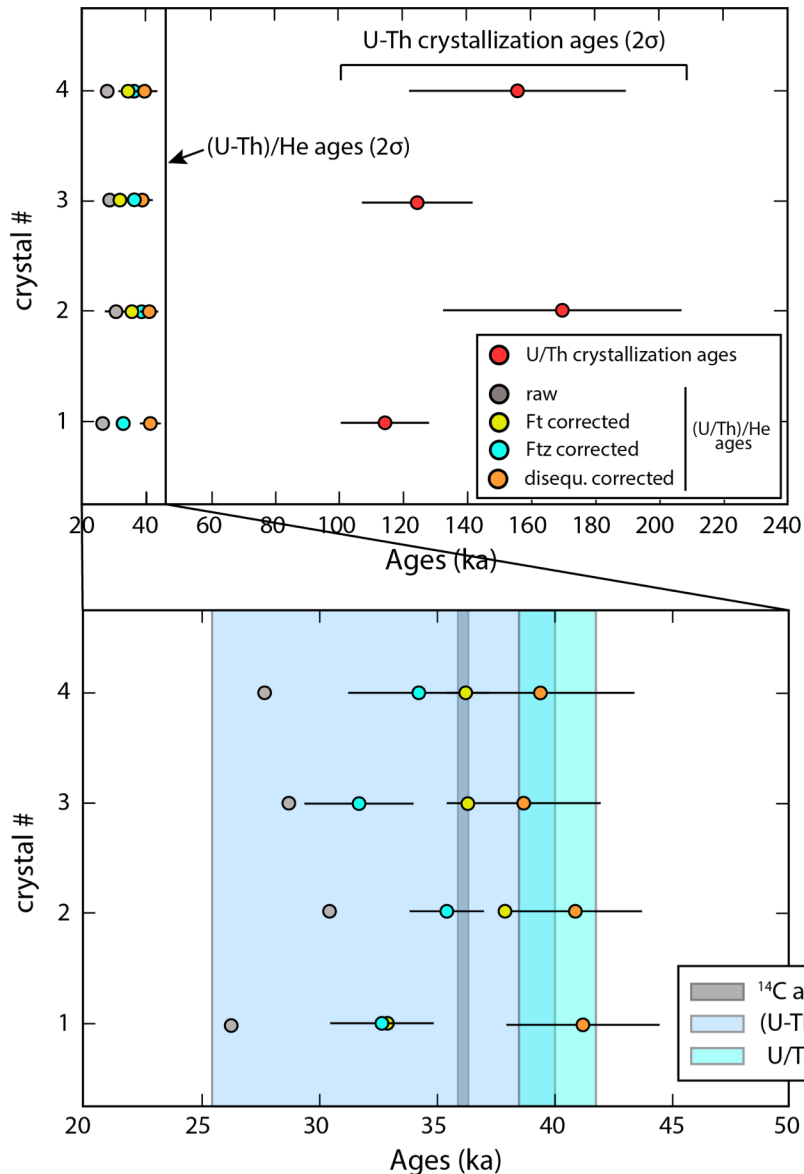 U-Th crystallization ages (2σ)
4
(U-Th)/He ages (2σ)
3
crystal #
2
1
U/Th crystallization ages
raw
Ft corrected
Ftz corrected
disequ. corrected
(U/Th)/He
ages
20 40 60 80 100 120 140 160 180 200 220 240
Ages (ka)
4
3
crystal #
2
1
¹⁴C a
(U-T
U/T
20 25 30 35 40 45 50
Ages (ka)